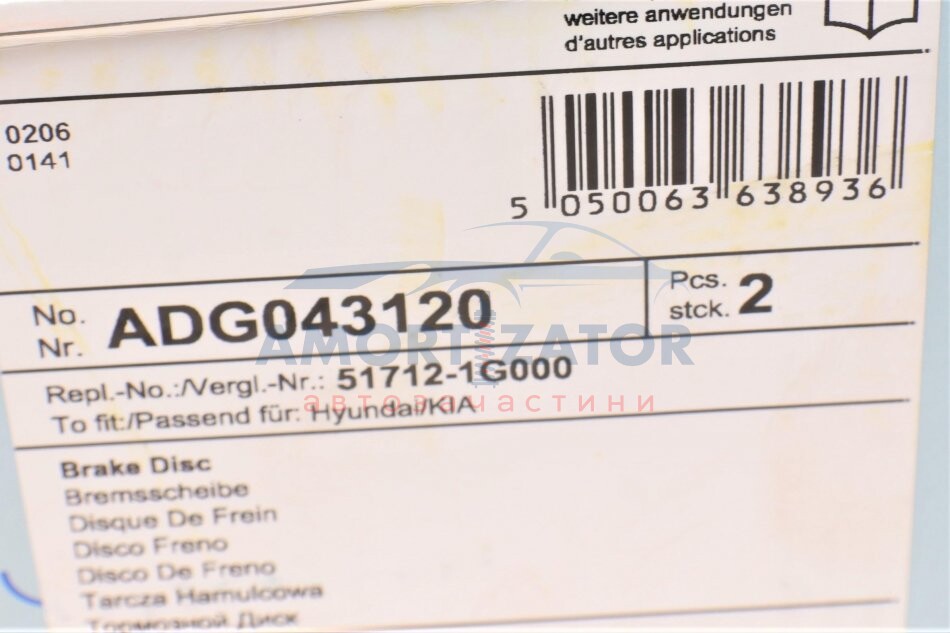 weitere anwendungen
d'autres applications
0206
0141
5 050063 638936
No.
Nr. ADG043120
Pcs.
stck. 2
AMORTIZATOR
автозапчастини
Repl.-No.:/Vergl.-Nr.: 51712-1G000
To fit:/Passend für: Hyundai/KIA
Brake Disc
Bremsscheibe
Disque De Frein
Disco Freno
Disco De Freno
Tarcza Hamulcowa
Тормозной Диск